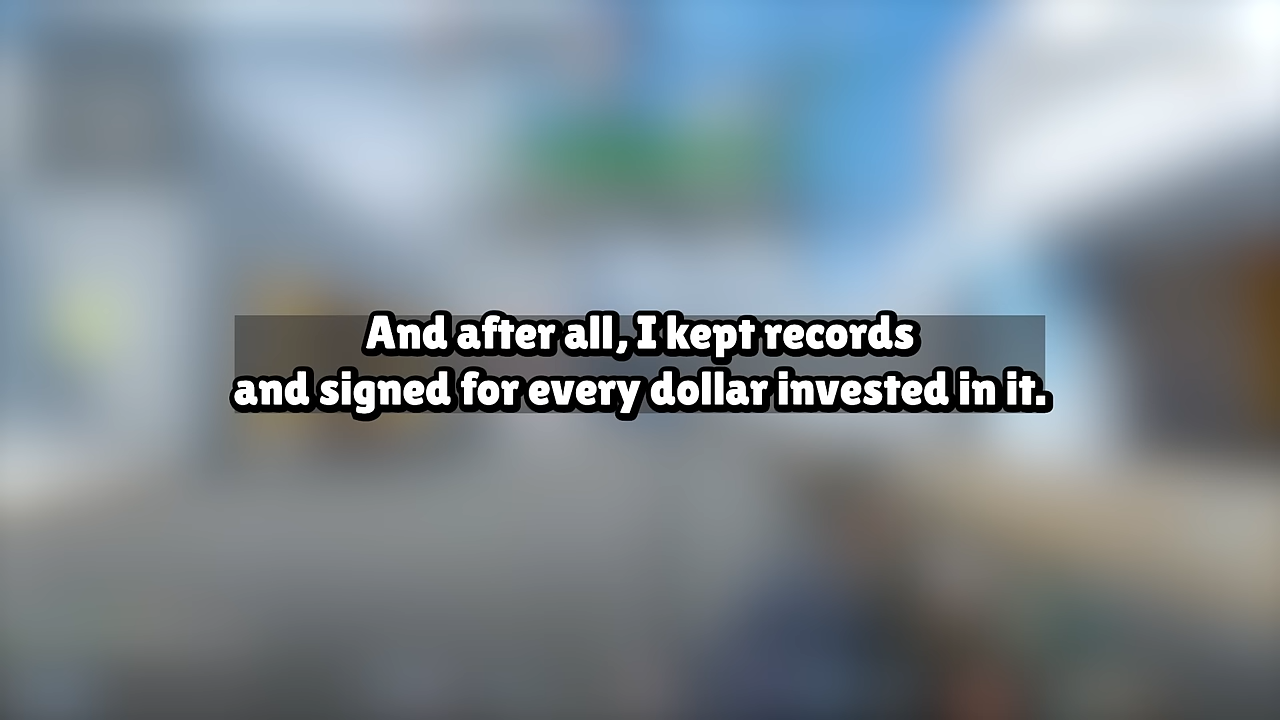 And after all, I kept records
and signed for every dollar invested in it.